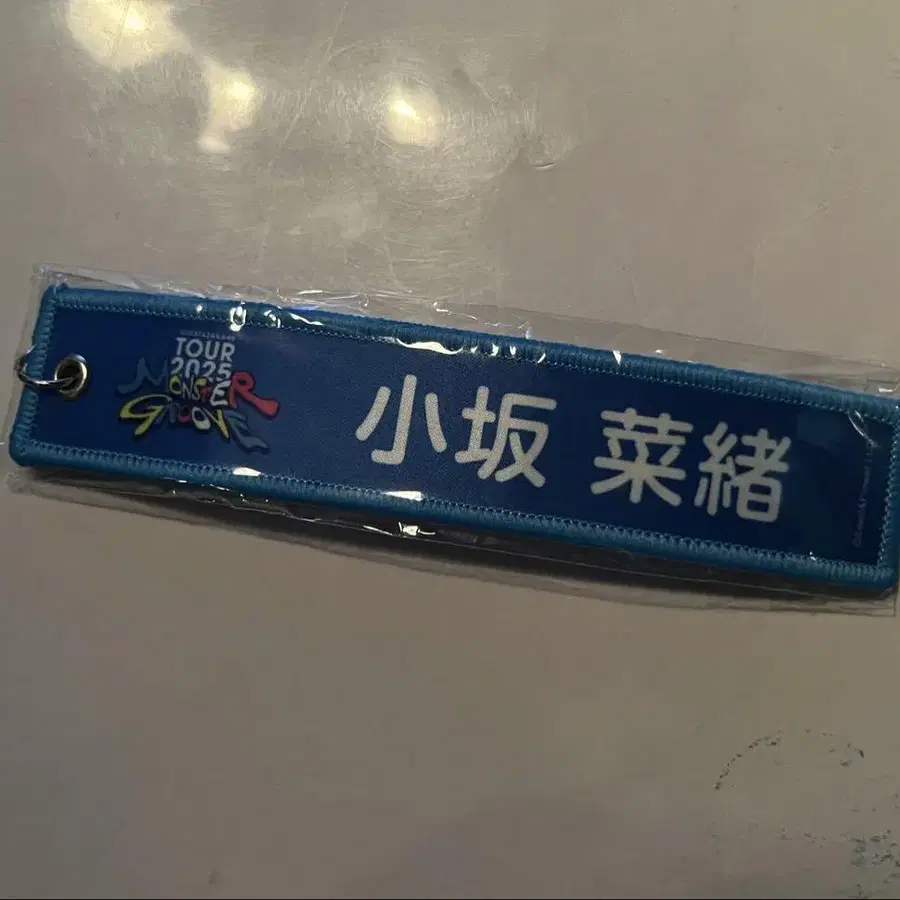 TOUR
2025
MONSTER
GROOVE
小坂 菜緒